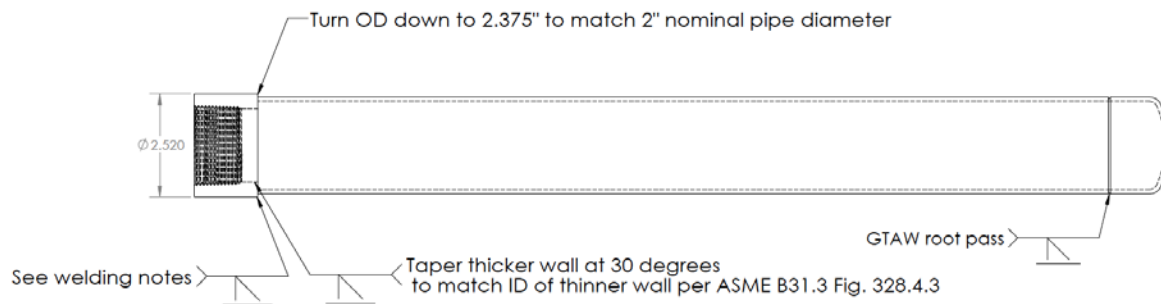 Turn OD down to 2.375" to match 2" nominal pipe diameter
Ø2.520
GTAW root pass
See welding notes
Taper thicker wall at 30 degrees
to match ID of thinner wall per ASME B31.3 Fig. 328.4.3